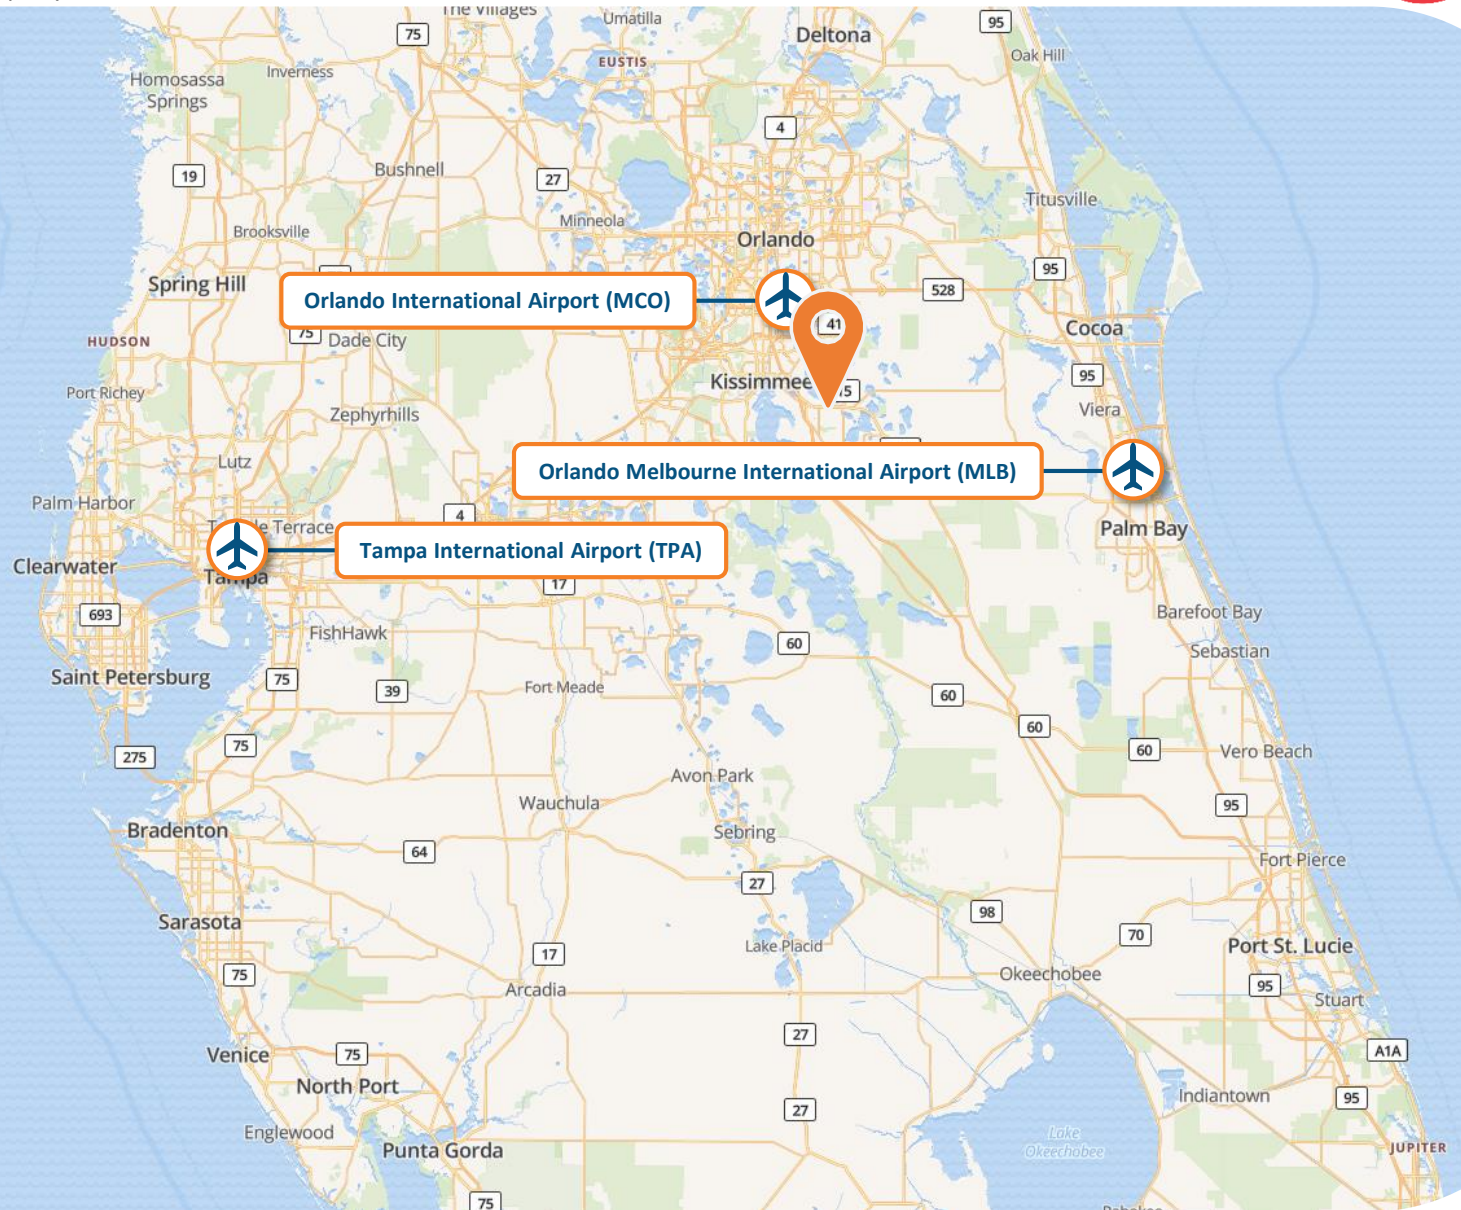 The Villages
Umatilla
Deltona
95
75
Oak Hill
EUSTIS
Inverness
Homosassa
Springs
4
19
Bushnell
27
Titusville
Minneola
Brooksville
Orlando
95
Spring Hill
528
Orlando International Airport (MCO)
41
Cocoa
75
Dade City
HUDSON
Kissimmee
95
Port Richey
15
Viera
Zephyrhills
Lutz
Orlando Melbourne International Airport (MLB)
Palm Harbor
4
Terrace
Palm Bay
Tampa International Airport (TPA)
Clearwater
Tampa
17
693
Barefoot Bay
FishHawk
60
Sebastian
Saint Petersburg
75
39
Fort Meade
60
60
75
275
60
Vero Beach
Avon Park
Wauchula
95
Bradenton
Sebring
64
Fort Pierce
27
98
Sarasota
70
Lake Placid
Port St. Lucie
17
75
Okeechobee
95
Arcadia
Stuart
27
Venice
75
A1A
North Port
Indiantown
95
27
Englewood
Lake
Okeechobee
Punta Gorda
JUPITER
75